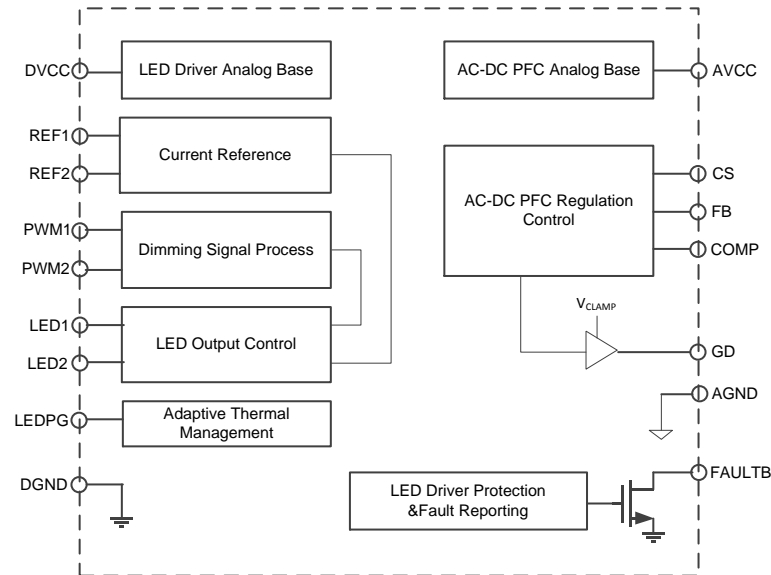 DVCC
LED Driver Analog Base
AC-DC PFC Analog Base
AVCC
REF1
REF2
Current Reference
AC-DC PFC Regulation
Control
CS
FB
COMP
PWM1
PWM2
Dimming Signal Process
LED1
LED2
LED Output Control
VCLAMP
GD
AGND
LEDPG
Adaptive Thermal
Management
DGND
LED Driver Protection
&Fault Reporting
FAULTB